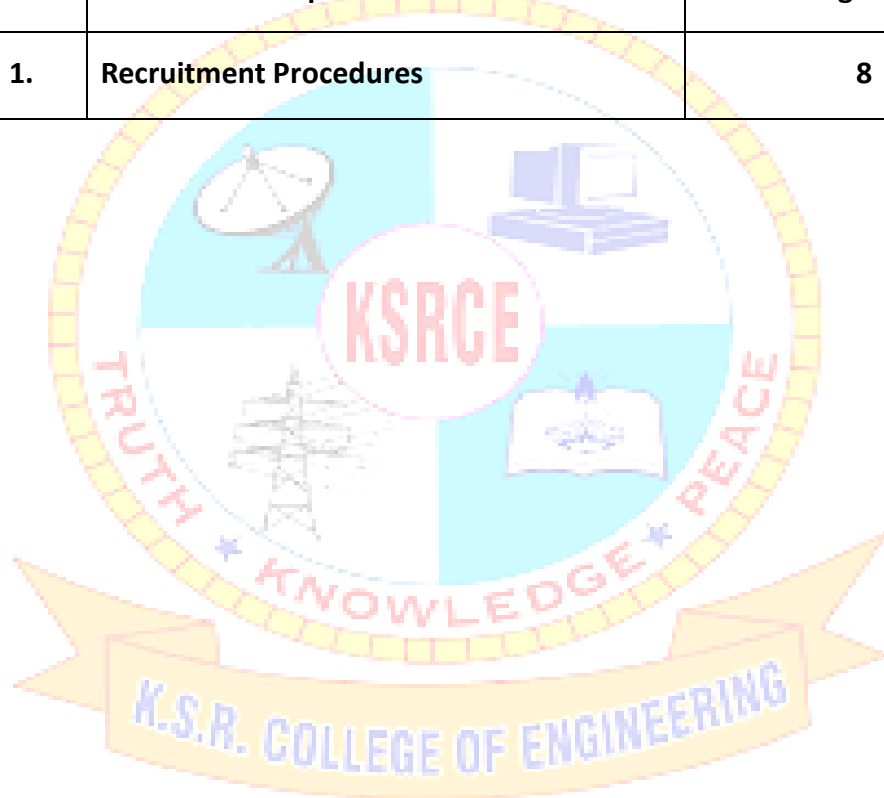 1. Recruitment Procedures 8
KSRCE
TRUTH ★ KNOWLEDGE ★ PEACE
K.S.R. COLLEGE OF ENGINEERING